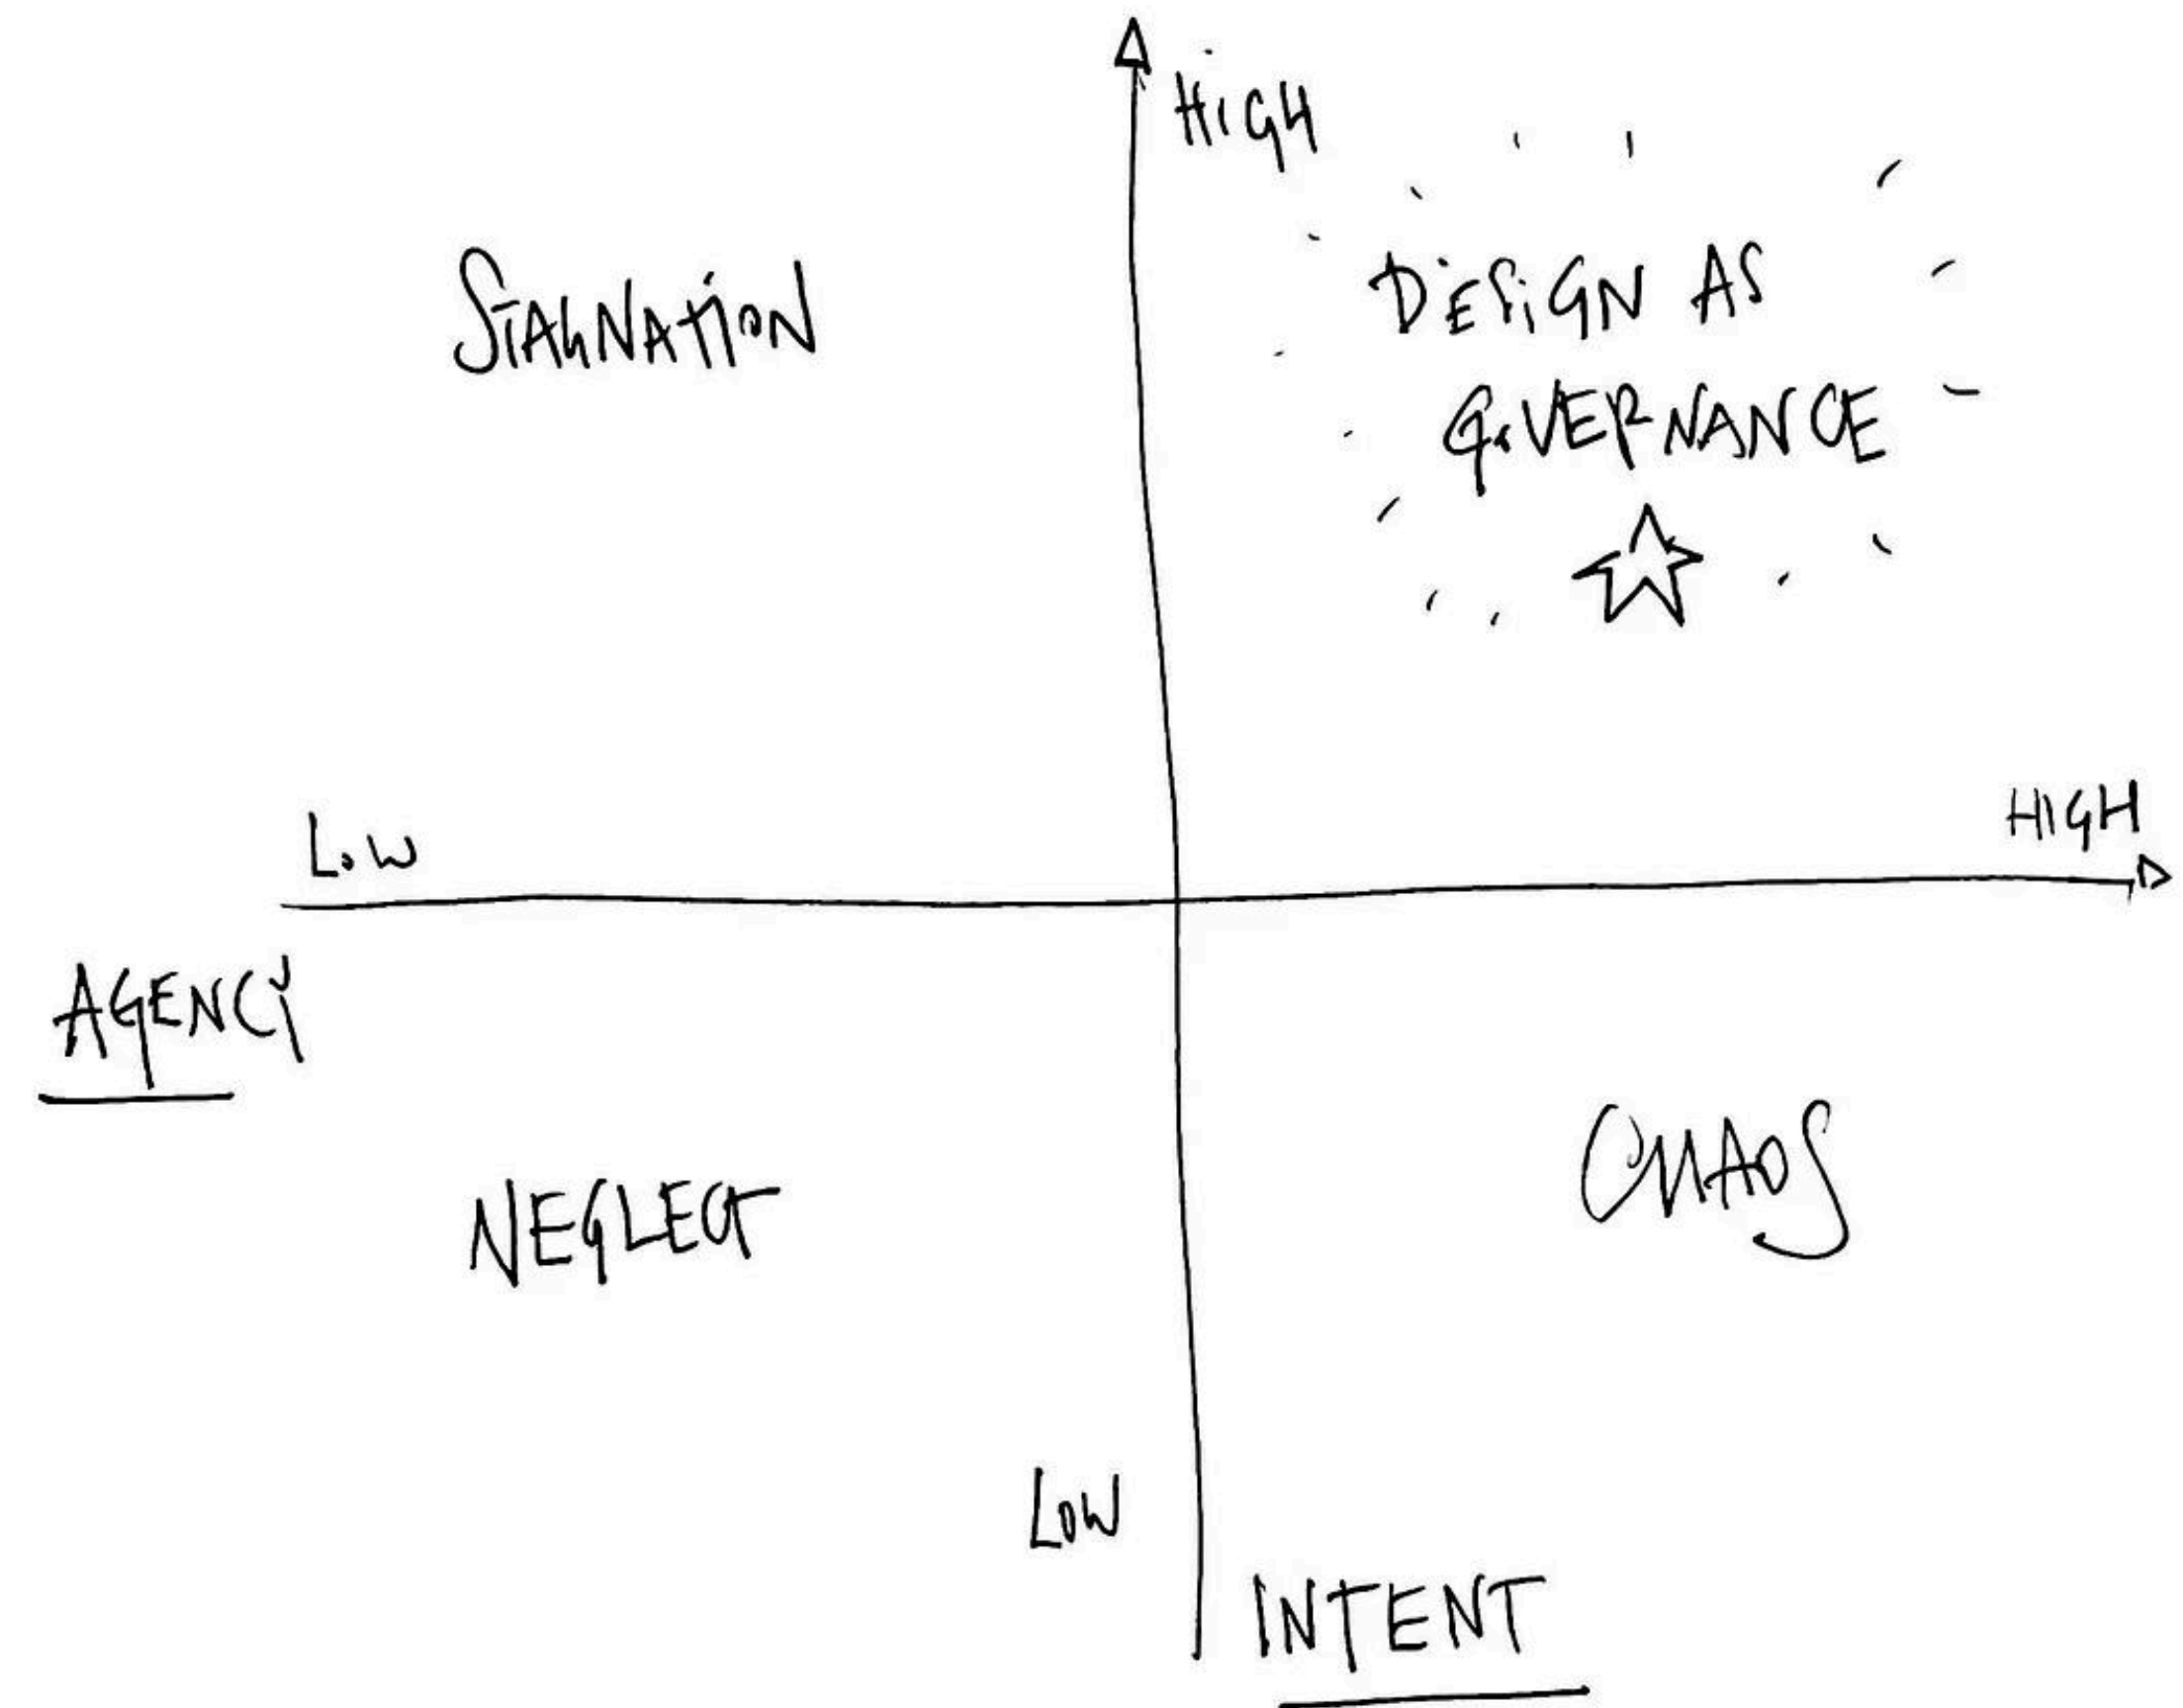 HIGH
STAGNATION
DESIGN AS
GOVERNANCE
LOW
HIGH
AGENCY
NEGLECT
CHAOS
LOW
INTENT